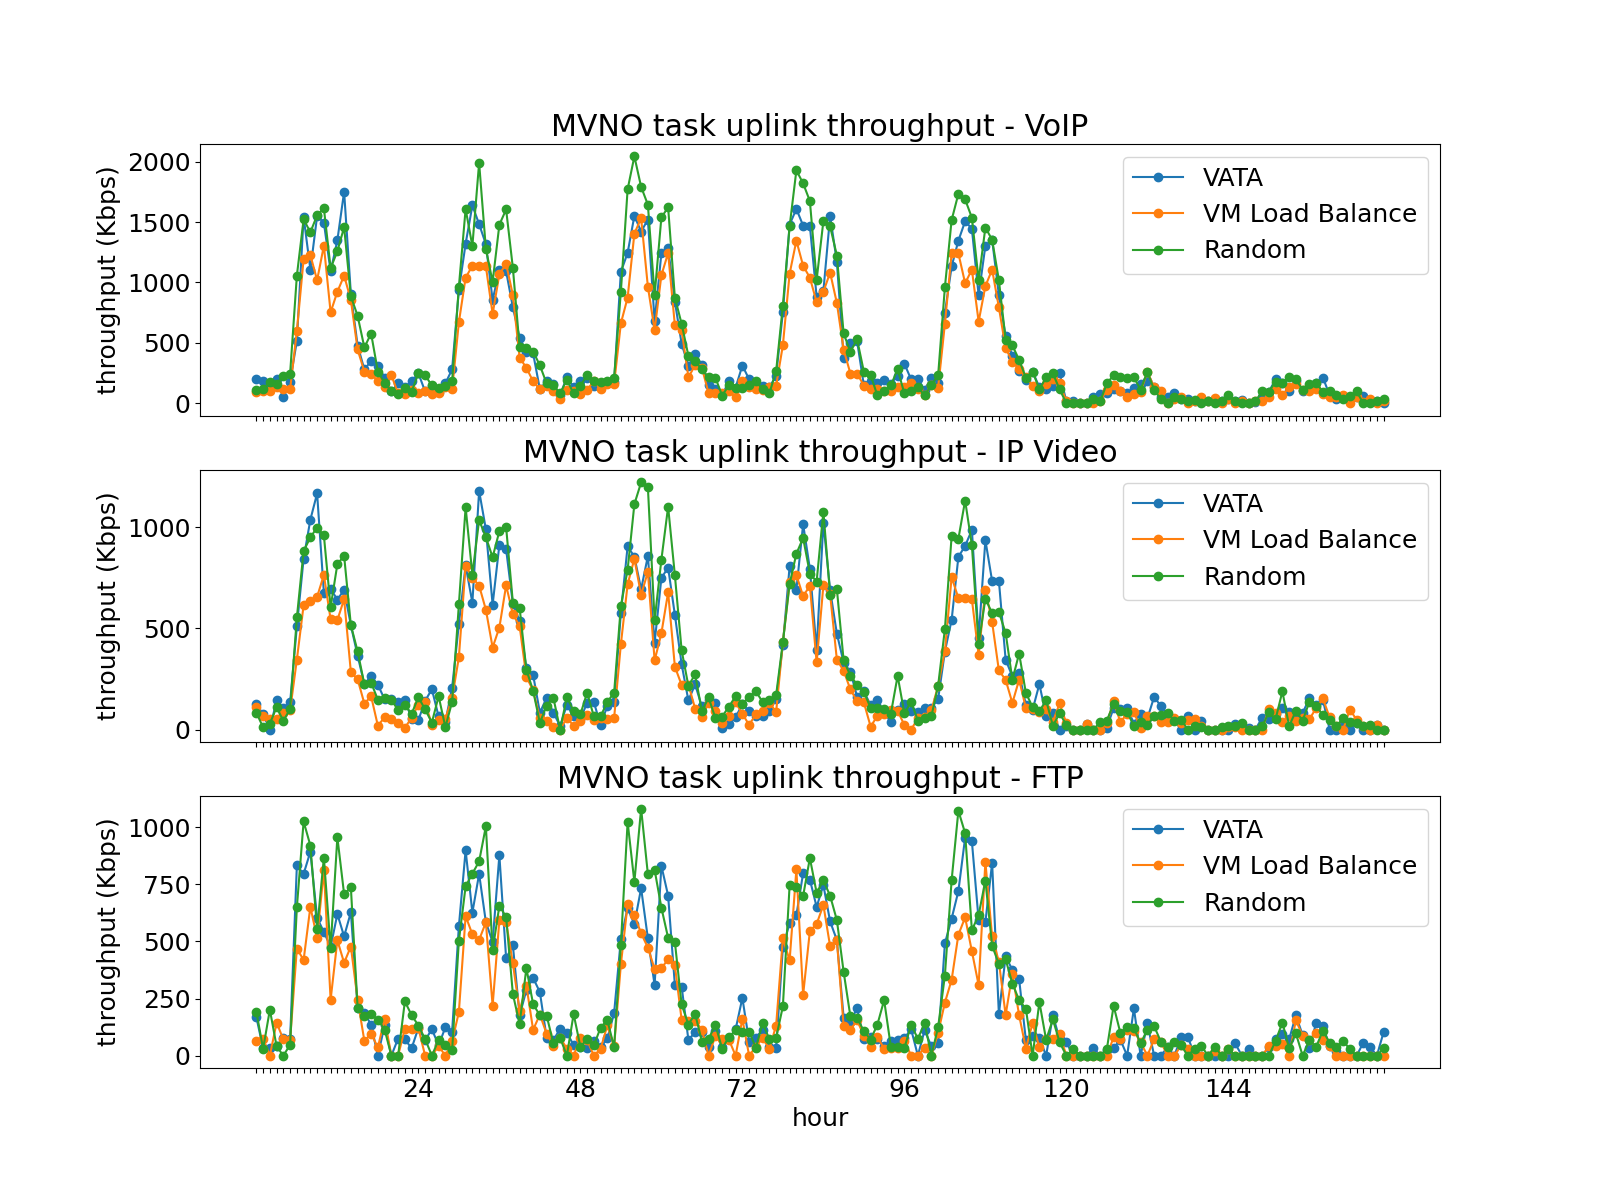 MVNO task uplink throughput - VoIP
throughput (Kbps)
2000
1500
1000
500
0
VATA
VM Load Balance
Random
MVNO task uplink throughput - IP Video
throughput (Kbps)
1000
500
0
VATA
VM Load Balance
Random
MVNO task uplink throughput - FTP
throughput (Kbps)
1000
750
500
250
0
VATA
VM Load Balance
Random
24 48 72 96 120 144
hour